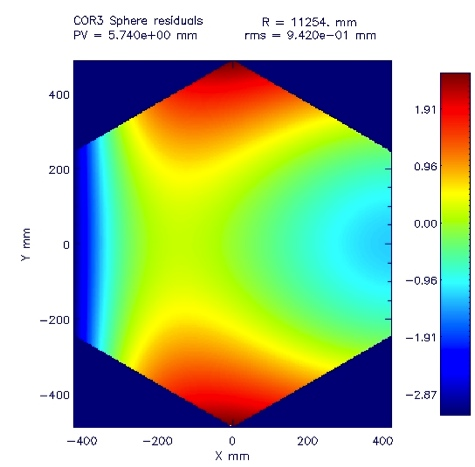 COR3 Sphere residuals R = 11254. mm
PV = 5.740e+00 mm rms = 9.420e-01 mm
400
200
0
-200
-400
Y mm
-400 -200 0 200 400
X mm
1.91
0.96
0.00
-0.96
-1.91
-2.87